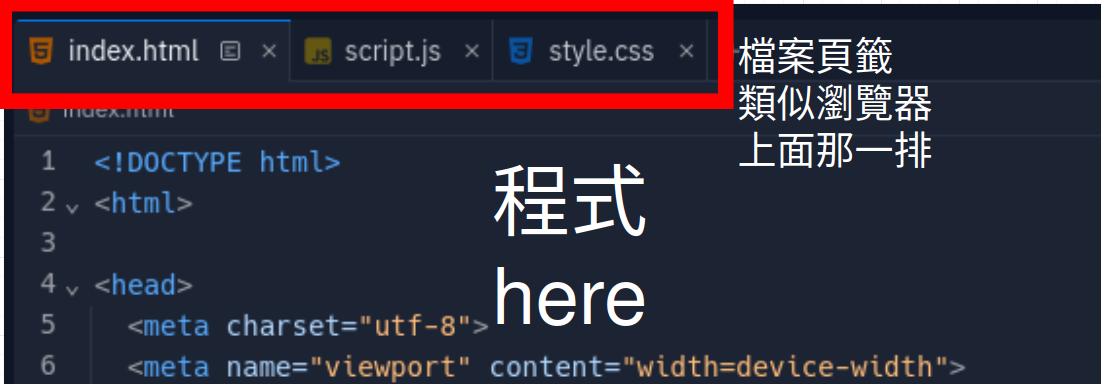 index.html
script.js
style.css
檔案頁籤
類似瀏覽器
上面那一排
index.html
1 <!DOCTYPE html>
2 <html>
3
4 <head>
5 <meta charset="utf-8">
6 <meta name="viewport" content="width=device-width">
程式
here